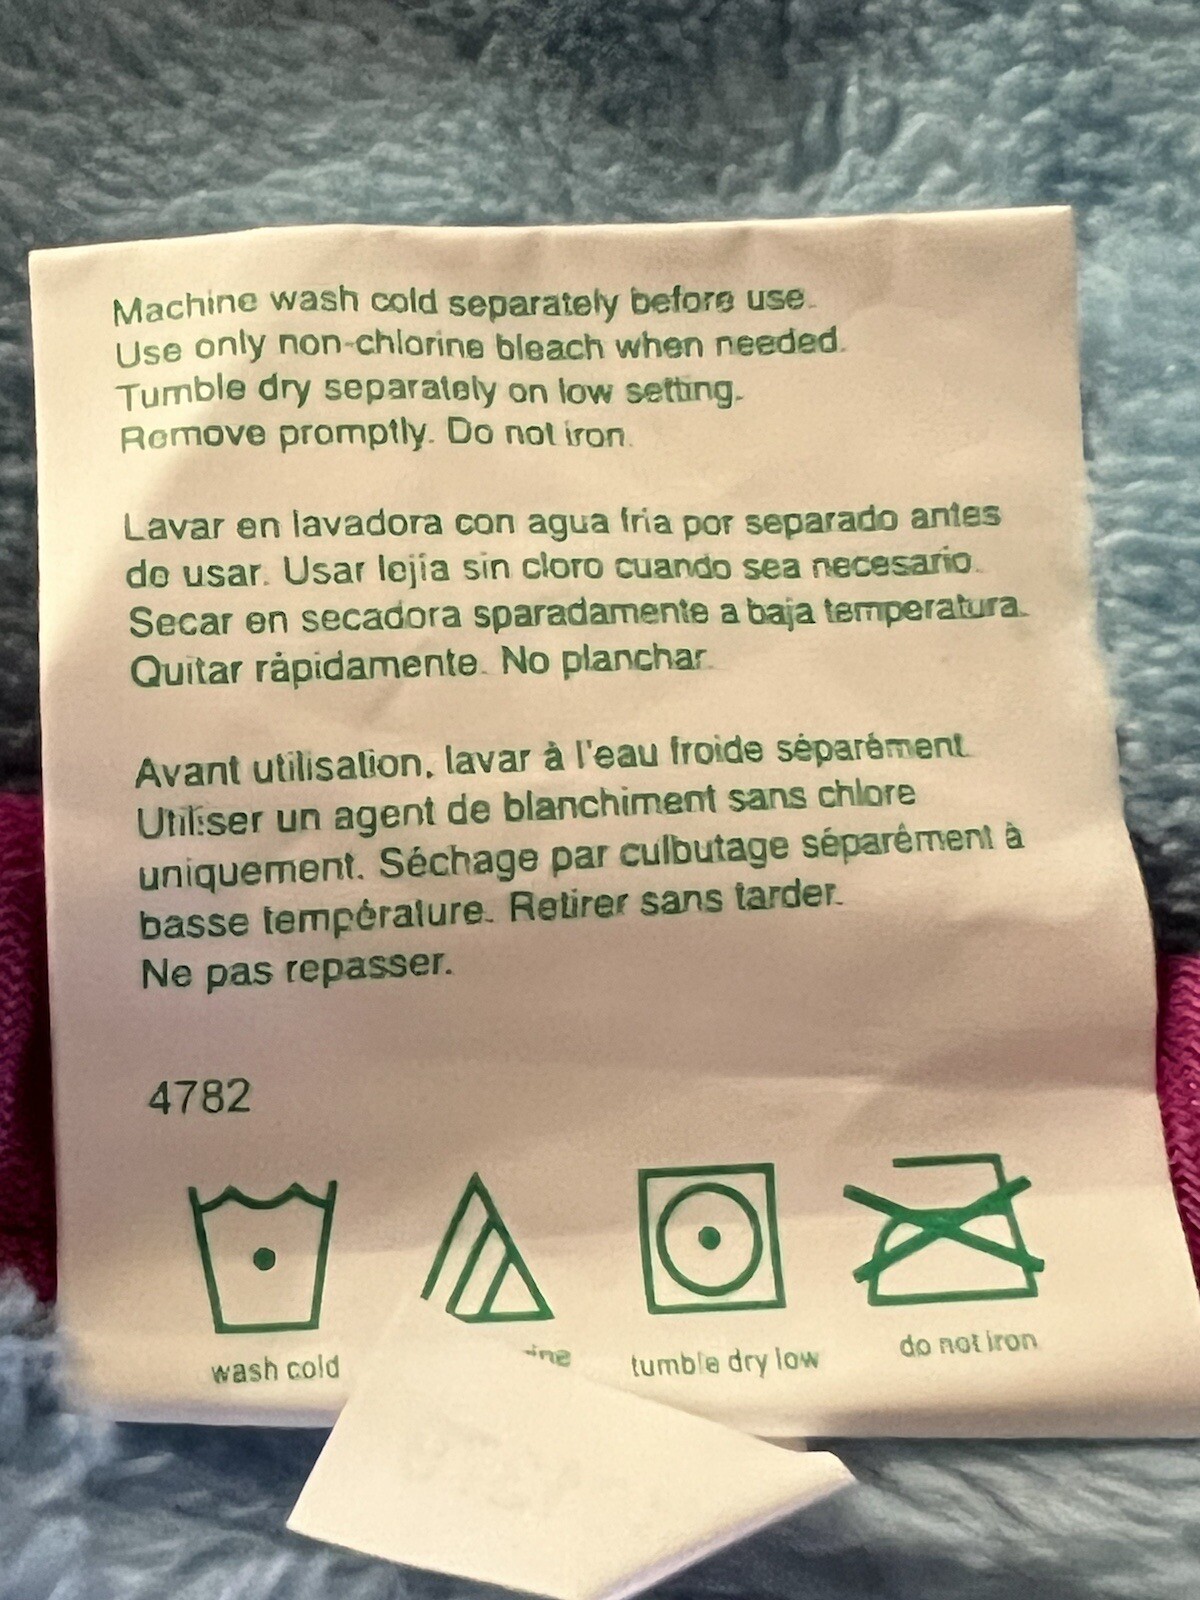 Machine wash cold separately before use.
Use only non-chlorine bleach when needed.
Tumble dry separately on low setting.
Remove promptly. Do not iron.
Lavar en lavadora con agua fria por separado antes
de usar. Usar lejía sin cloro cuando sea necesario.
Secar en secadora sparadamente a baja temperatura.
Quitar rápidamente. No planchar.
Avant utilisation, lavar à l'eau froide séparément.
Utiliser un agent de blanchiment sans chlore
uniquement. Séchage par culbutage séparément à
basse température. Retirer sans tarder.
Ne pas repasser.
4782
wash cold
tumble dry low
do not iron